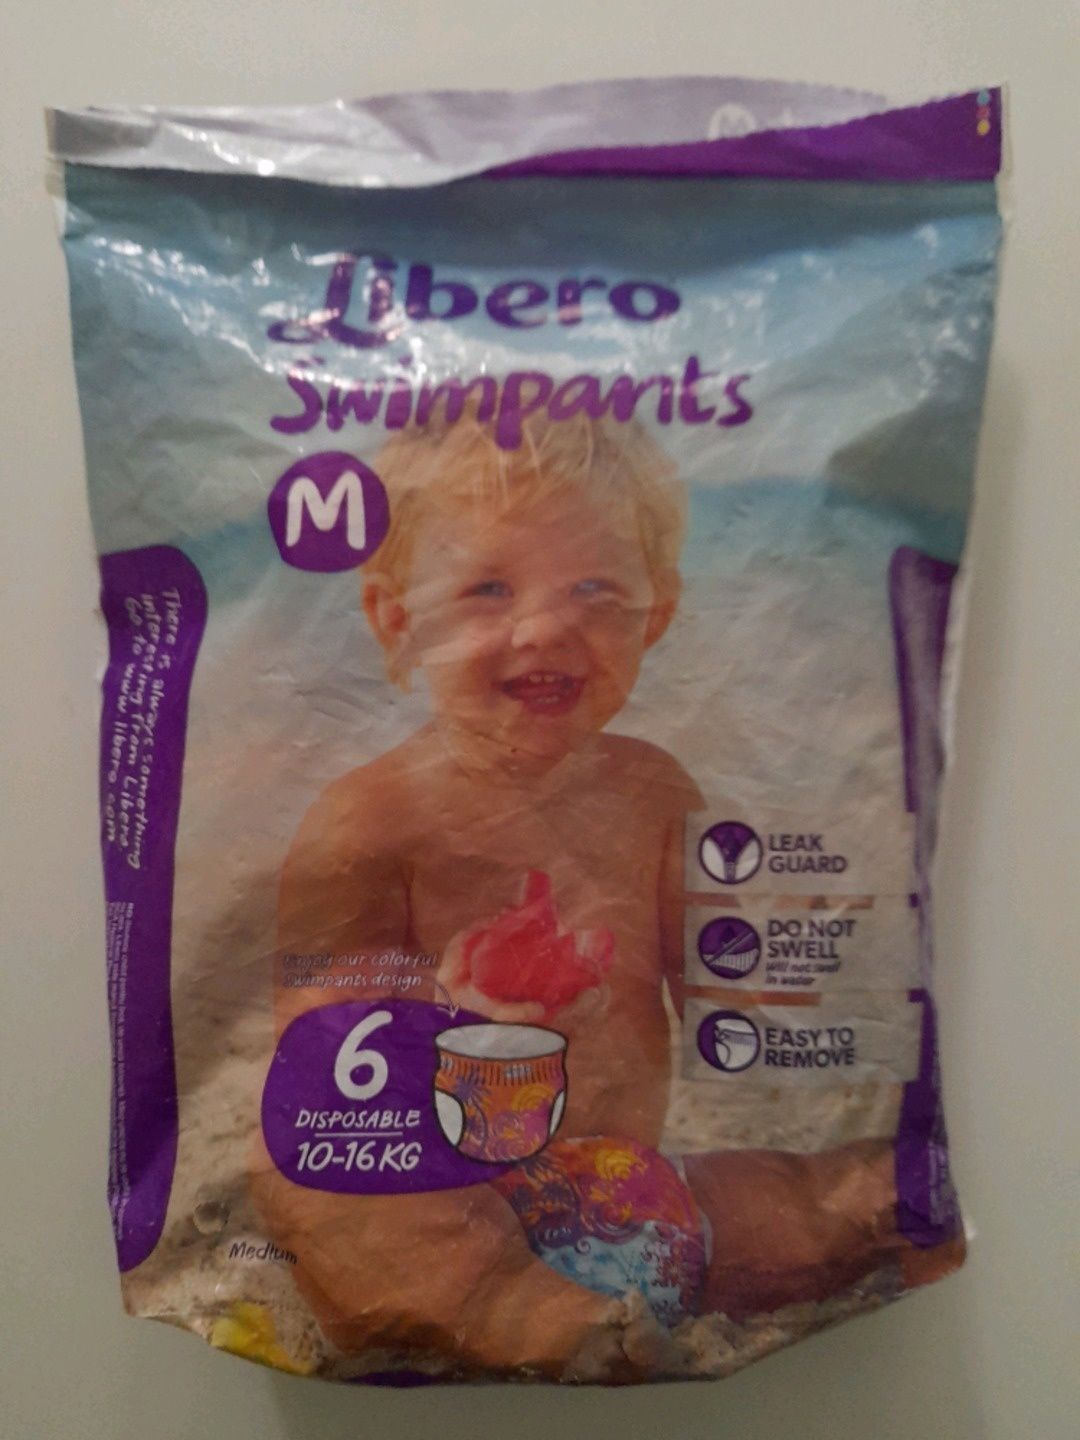 M
Libero
Swimpants
M
There is always something
interesting from Libero.
Go to www.libero.com
LEAK
GUARD
DO NOT
SWELL
Will not swell
in water
EASY TO
REMOVE
Enjoy our colorful
Swimpants design
6
DISPOSABLE
10-16 KG
Medium